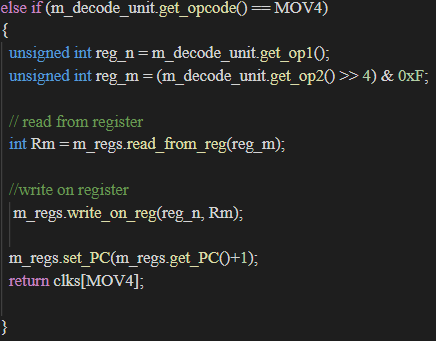 else if (m_decode_unit.get_opcode() == MOV4)
{
unsigned int reg_n = m_decode_unit.get_op1();
unsigned int reg_m = (m_decode_unit.get_op2() >> 4) & 0xF;
// read from register
int Rm = m_regs.read_from_reg(reg_m);
//write on register
m_regs.write_on_reg(reg_n, Rm);
m_regs.set_PC(m_regs.get_PC()+1);
return clks[MOV4];
}